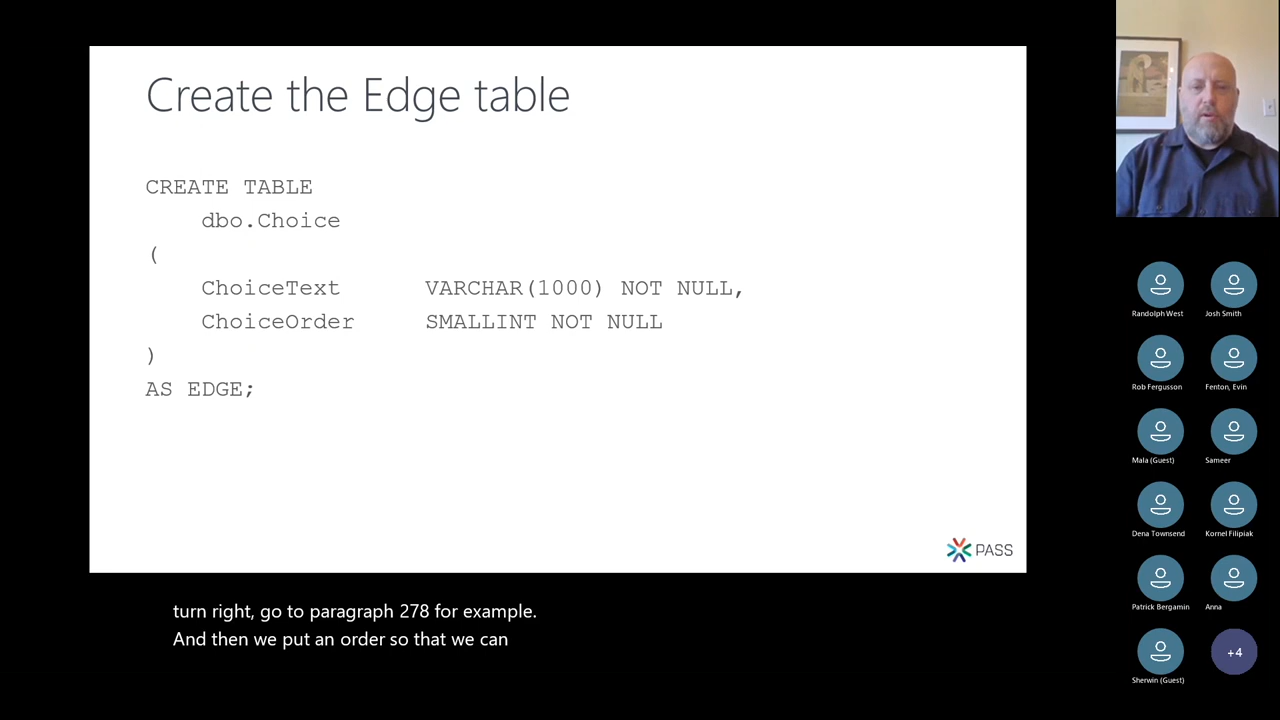 Create the Edge table
CREATE TABLE
dbo.Choice
(
ChoiceText VARCHAR(1000) NOT NULL,
ChoiceOrder SMALLINT NOT NULL
)
AS EDGE;
PASS
turn right, go to paragraph 278 for example.
And then we put an order so that we can
Randolph West Josh Smith
Rob Fergusson Fenton, Evin
Mala (Guest) Sameer
Dena Townsend Kornel Filipiak
Patrick Bergamin Anna
+4
Sherwin (Guest)